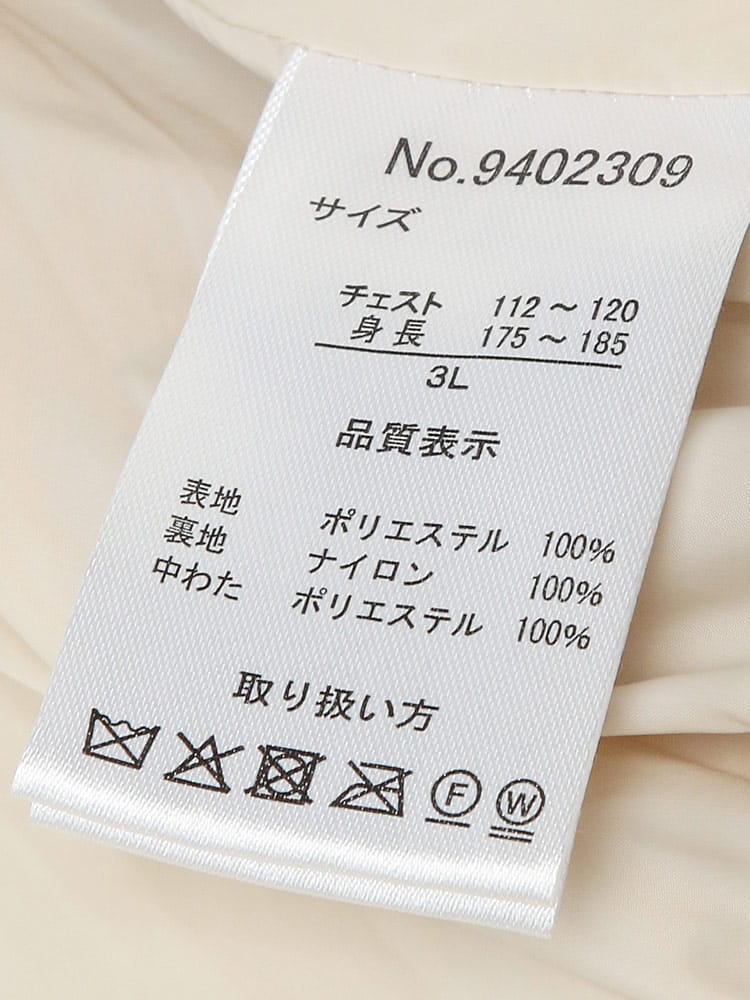 No.9402309
サイズ
チェスト 112～120
身長 175～185
3L
品質表示
表地 ポリエステル 100%
裏地 ナイロン 100%
中わた ポリエステル 100%
取り扱い方
F W